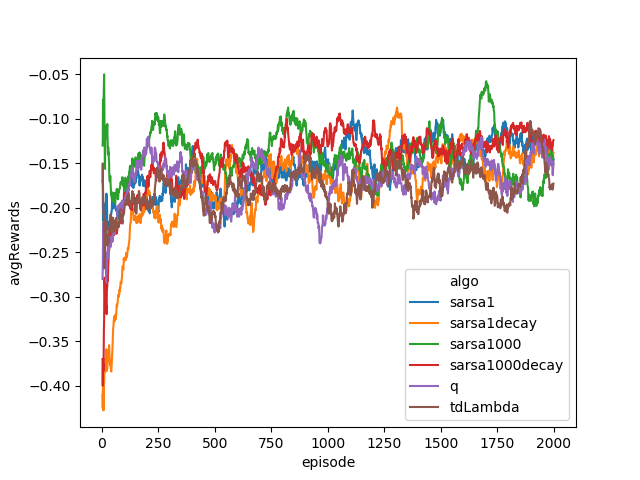 −0.05
−0.10
−0.15
−0.20
−0.25
−0.30
−0.35
−0.40
avgRewards
0
250
500
750
1000
1250
1500
1750
2000
episode
algo
sarsa1
sarsa1decay
sarsa1000
sarsa1000decay
q
tdLambda